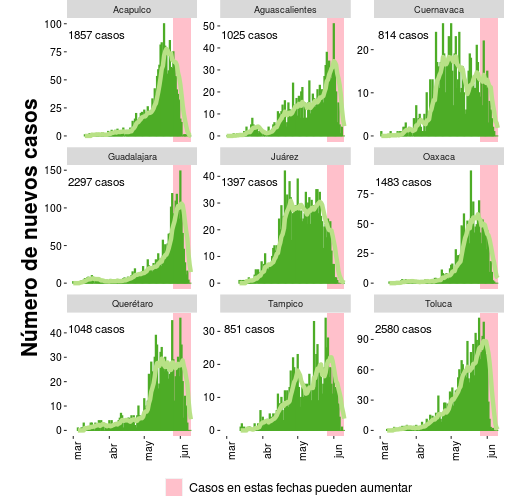 Número de nuevos casos
Acapulco Aguascalientes Cuernavaca
100 75 50 25 0
1857 casos
50 40 30 20 10 0
1025 casos
20 10 0
814 casos
Guadalajara Juárez Oaxaca
150 100 50 0
2297 casos
40 30 20 10 0
1397 casos
75 50 25 0
1483 casos
Querétaro Tampico Toluca
40 30 20 10 0
1048 casos
30 20 10 0
851 casos
90 60 30 0
2580 casos
mar abr may jun
mar abr may jun
mar abr may jun
Casos en estas fechas pueden aumentar